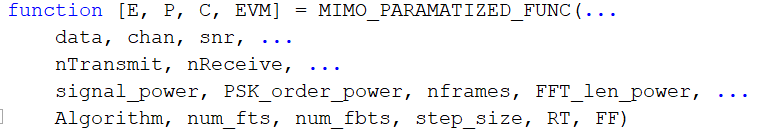 function [E, P, C, EVM] = MIMO_PARAMATIZED_FUNC(...
data, chan, snr, ...
nTransmit, nReceive, ...
signal_power, PSK_order_power, nframes, FFT_len_power, ...
Algorithm, num_fts, num_fbts, step_size, RT, FF)